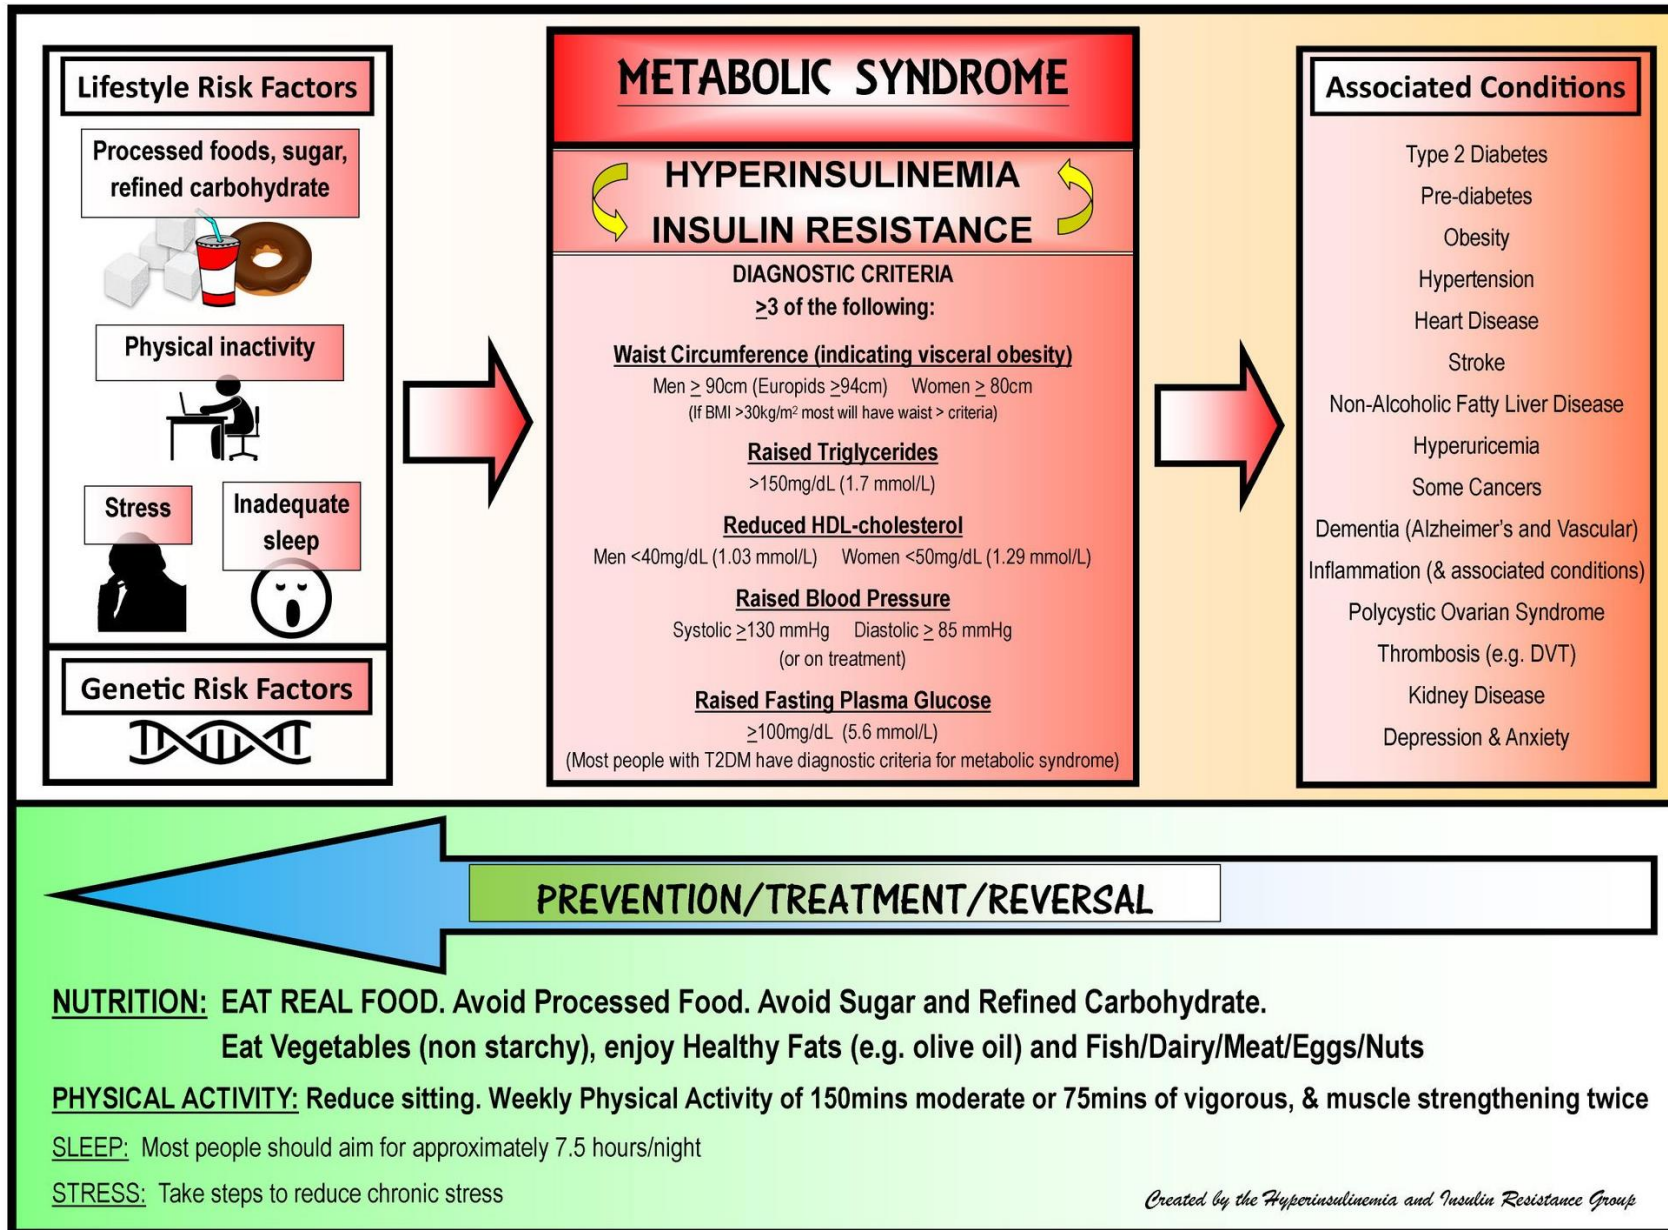 Lifestyle Risk Factors
Processed foods, sugar,
refined carbohydrate
Physical inactivity
Stress
Inadequate
sleep
Genetic Risk Factors
METABOLIC SYNDROME
HYPERINSULINEMIA
INSULIN RESISTANCE
DIAGNOSTIC CRITERIA
≥3 of the following:
Waist Circumference (indicating visceral obesity)
Men ≥ 90cm (Europids ≥94cm) Women ≥ 80cm
(If BMI >30kg/m² most will have waist > criteria)
Raised Triglycerides
>150mg/dL (1.7 mmol/L)
Reduced HDL-cholesterol
Men <40mg/dL (1.03 mmol/L) Women <50mg/dL (1.29 mmol/L)
Raised Blood Pressure
Systolic ≥130 mmHg Diastolic ≥ 85 mmHg
(or on treatment)
Raised Fasting Plasma Glucose
≥100mg/dL (5.6 mmol/L)
(Most people with T2DM have diagnostic criteria for metabolic syndrome)
Associated Conditions
Type 2 Diabetes
Pre-diabetes
Obesity
Hypertension
Heart Disease
Stroke
Non-Alcoholic Fatty Liver Disease
Hyperuricemia
Some Cancers
Dementia (Alzheimer's and Vascular)
Inflammation (& associated conditions)
Polycystic Ovarian Syndrome
Thrombosis (e.g. DVT)
Kidney Disease
Depression & Anxiety
PREVENTION/TREATMENT/REVERSAL
NUTRITION: EAT REAL FOOD. Avoid Processed Food. Avoid Sugar and Refined Carbohydrate.
Eat Vegetables (non starchy), enjoy Healthy Fats (e.g. olive oil) and Fish/Dairy/Meat/Eggs/Nuts
PHYSICAL ACTIVITY: Reduce sitting. Weekly Physical Activity of 150mins moderate or 75mins of vigorous, & muscle strengthening twice
SLEEP: Most people should aim for approximately 7.5 hours/night
STRESS: Take steps to reduce chronic stress
Created by the Hyperinsulinemia and Insulin Resistance Group